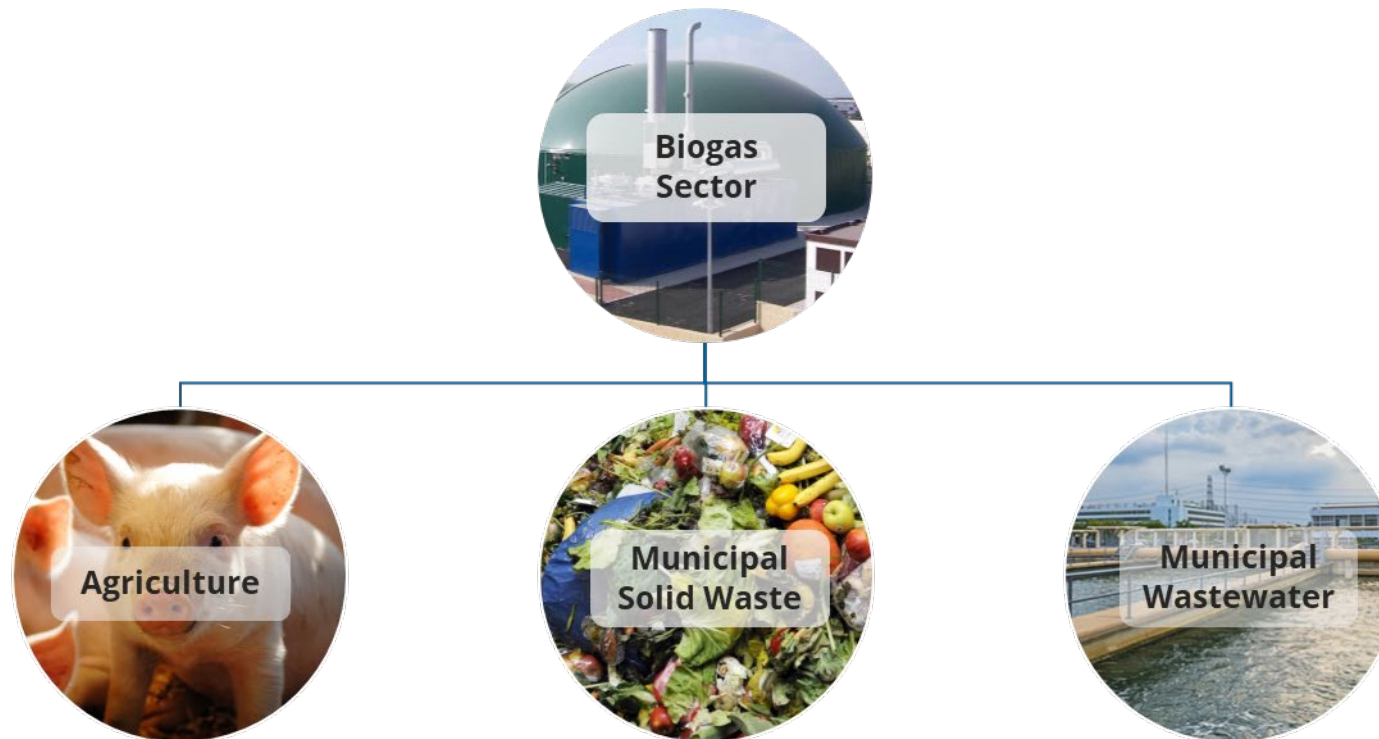 Biogas
Sector
Agriculture
Municipal
Solid Waste
Municipal
Wastewater